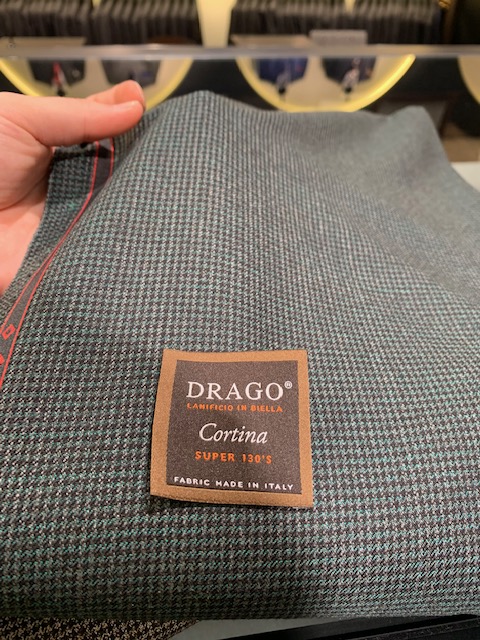 DRAGO®
LANIFICIO IN BIELLA
Cortina
SUPER 130'S
FABRIC MADE IN ITALY